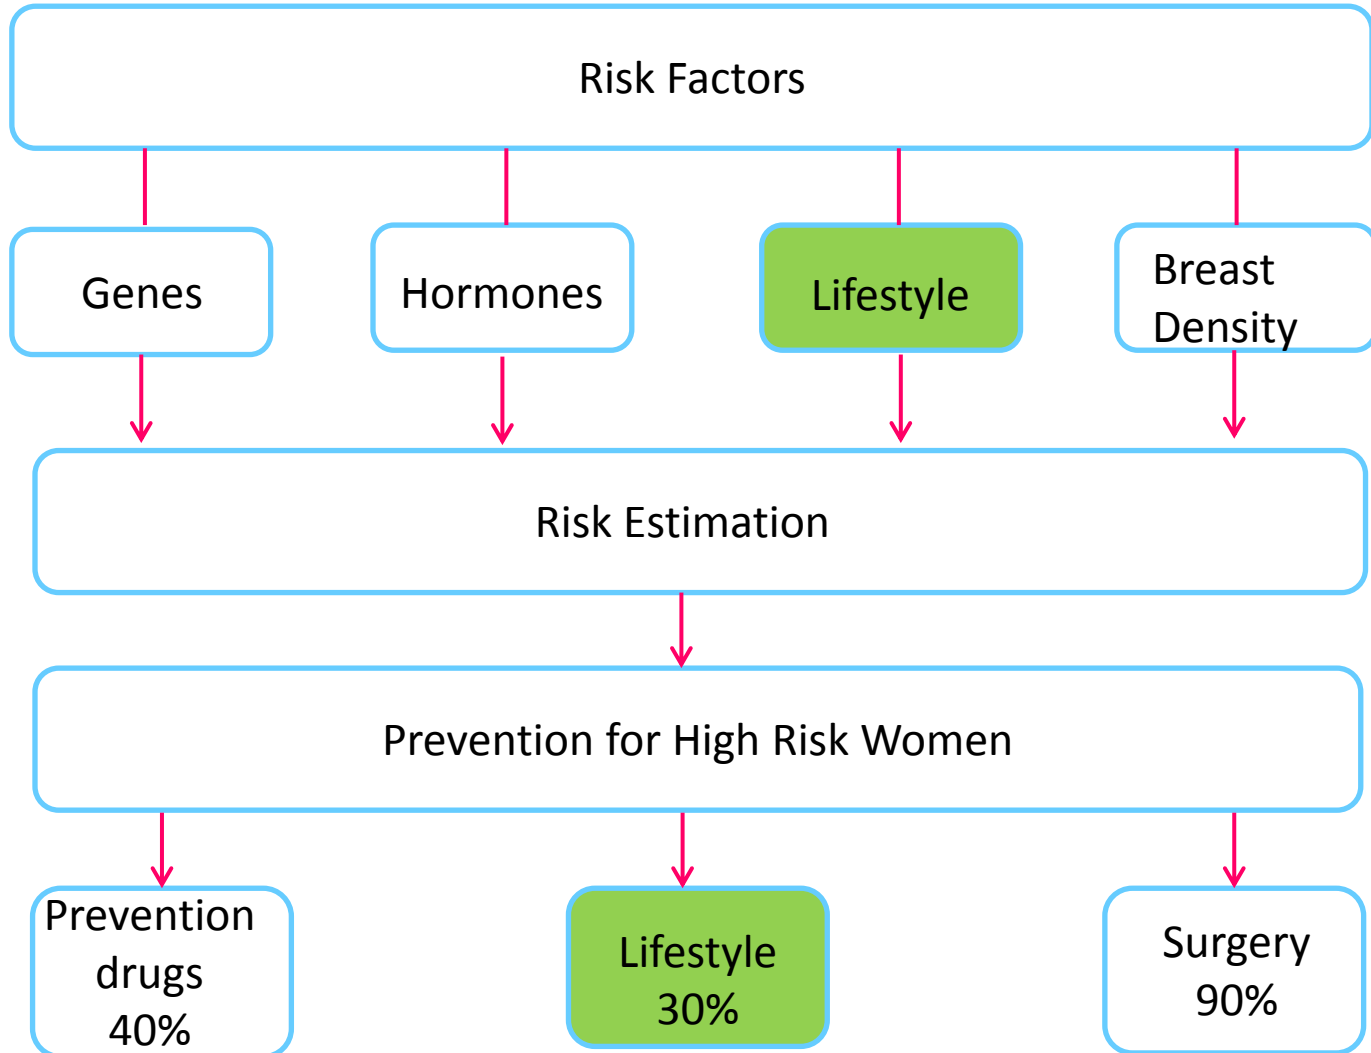 Risk Factors
Genes
Hormones
Lifestyle
Breast
Density
Risk Estimation
Prevention for High Risk Women
Prevention
drugs
40%
Lifestyle
30%
Surgery
90%